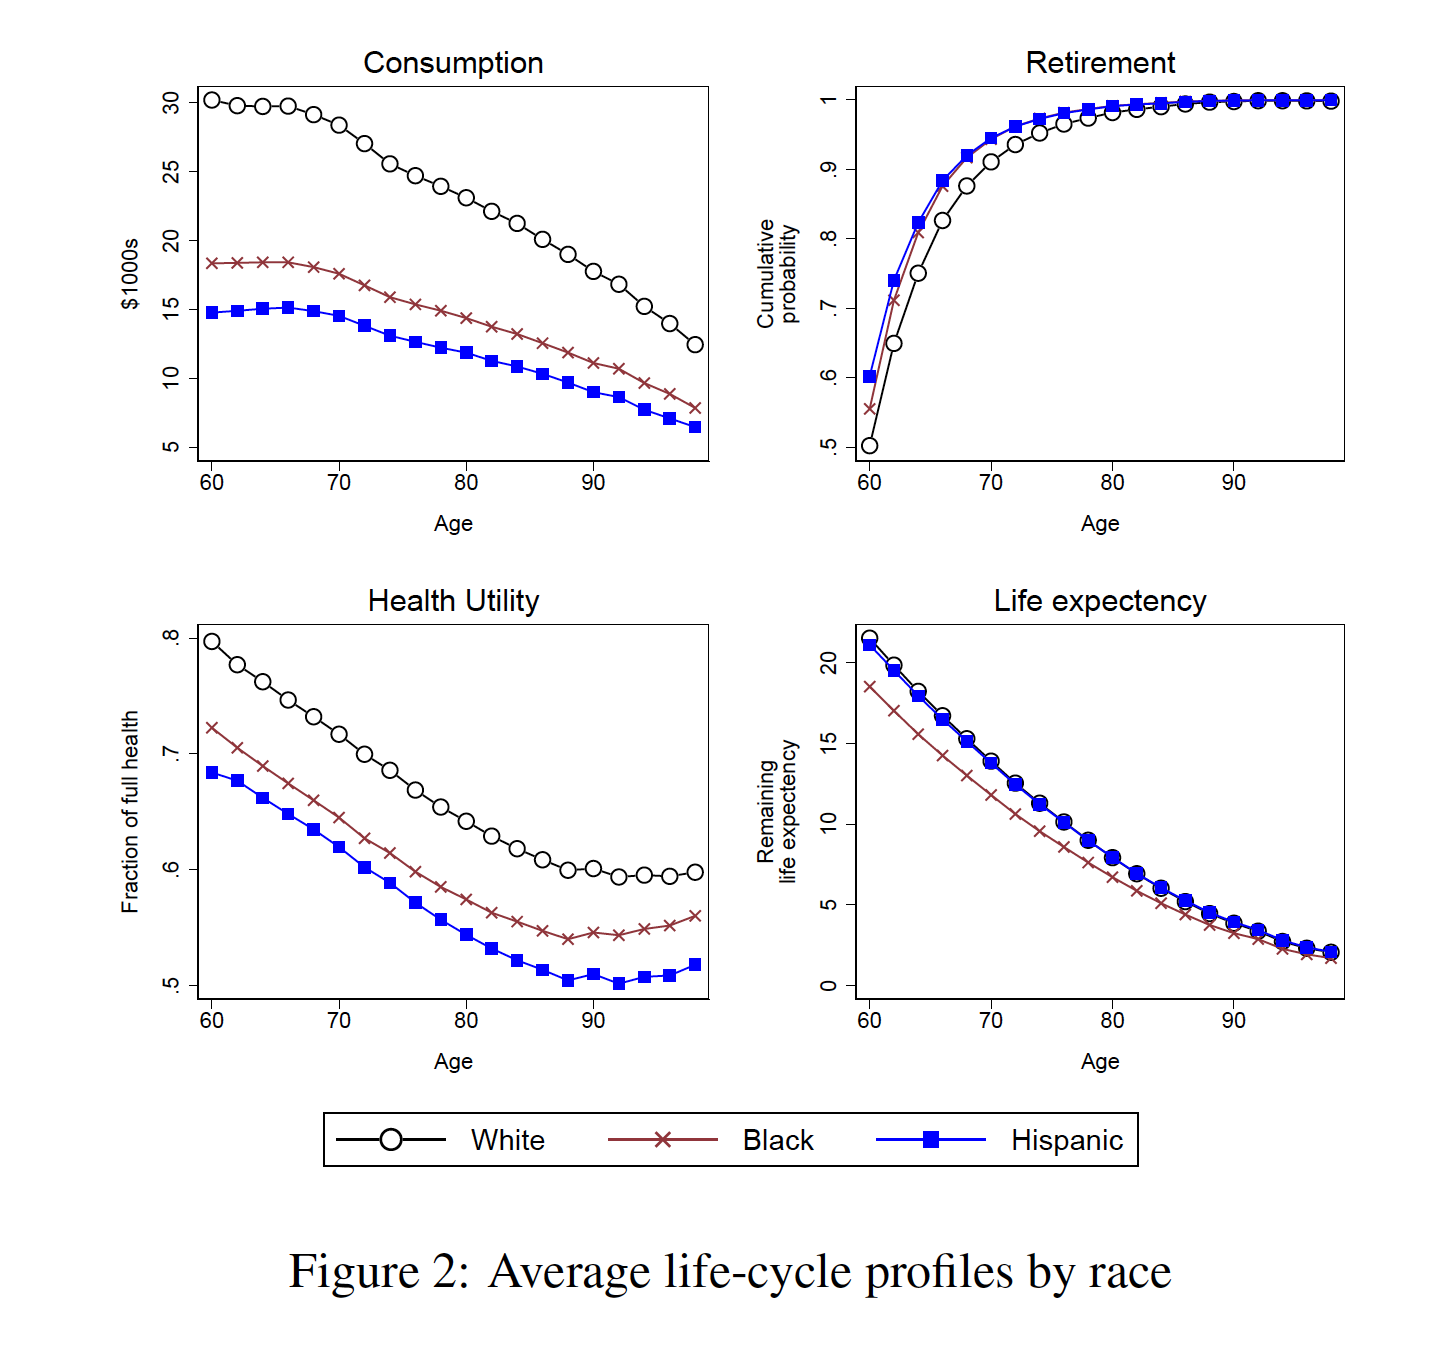 Consumption
30
25
20
15
10
5
$1000s
60 70 80 90
Age
Retirement
1
.9
.8
.7
.6
.5
Cumulative
probability
60 70 80 90
Age
Health Utility
.8
.7
.6
.5
Fraction of full health
60 70 80 90
Age
Life expectency
20
15
10
5
0
Remaining
life expectency
60 70 80 90
Age
White Black Hispanic
Figure 2: Average life-cycle profiles by race